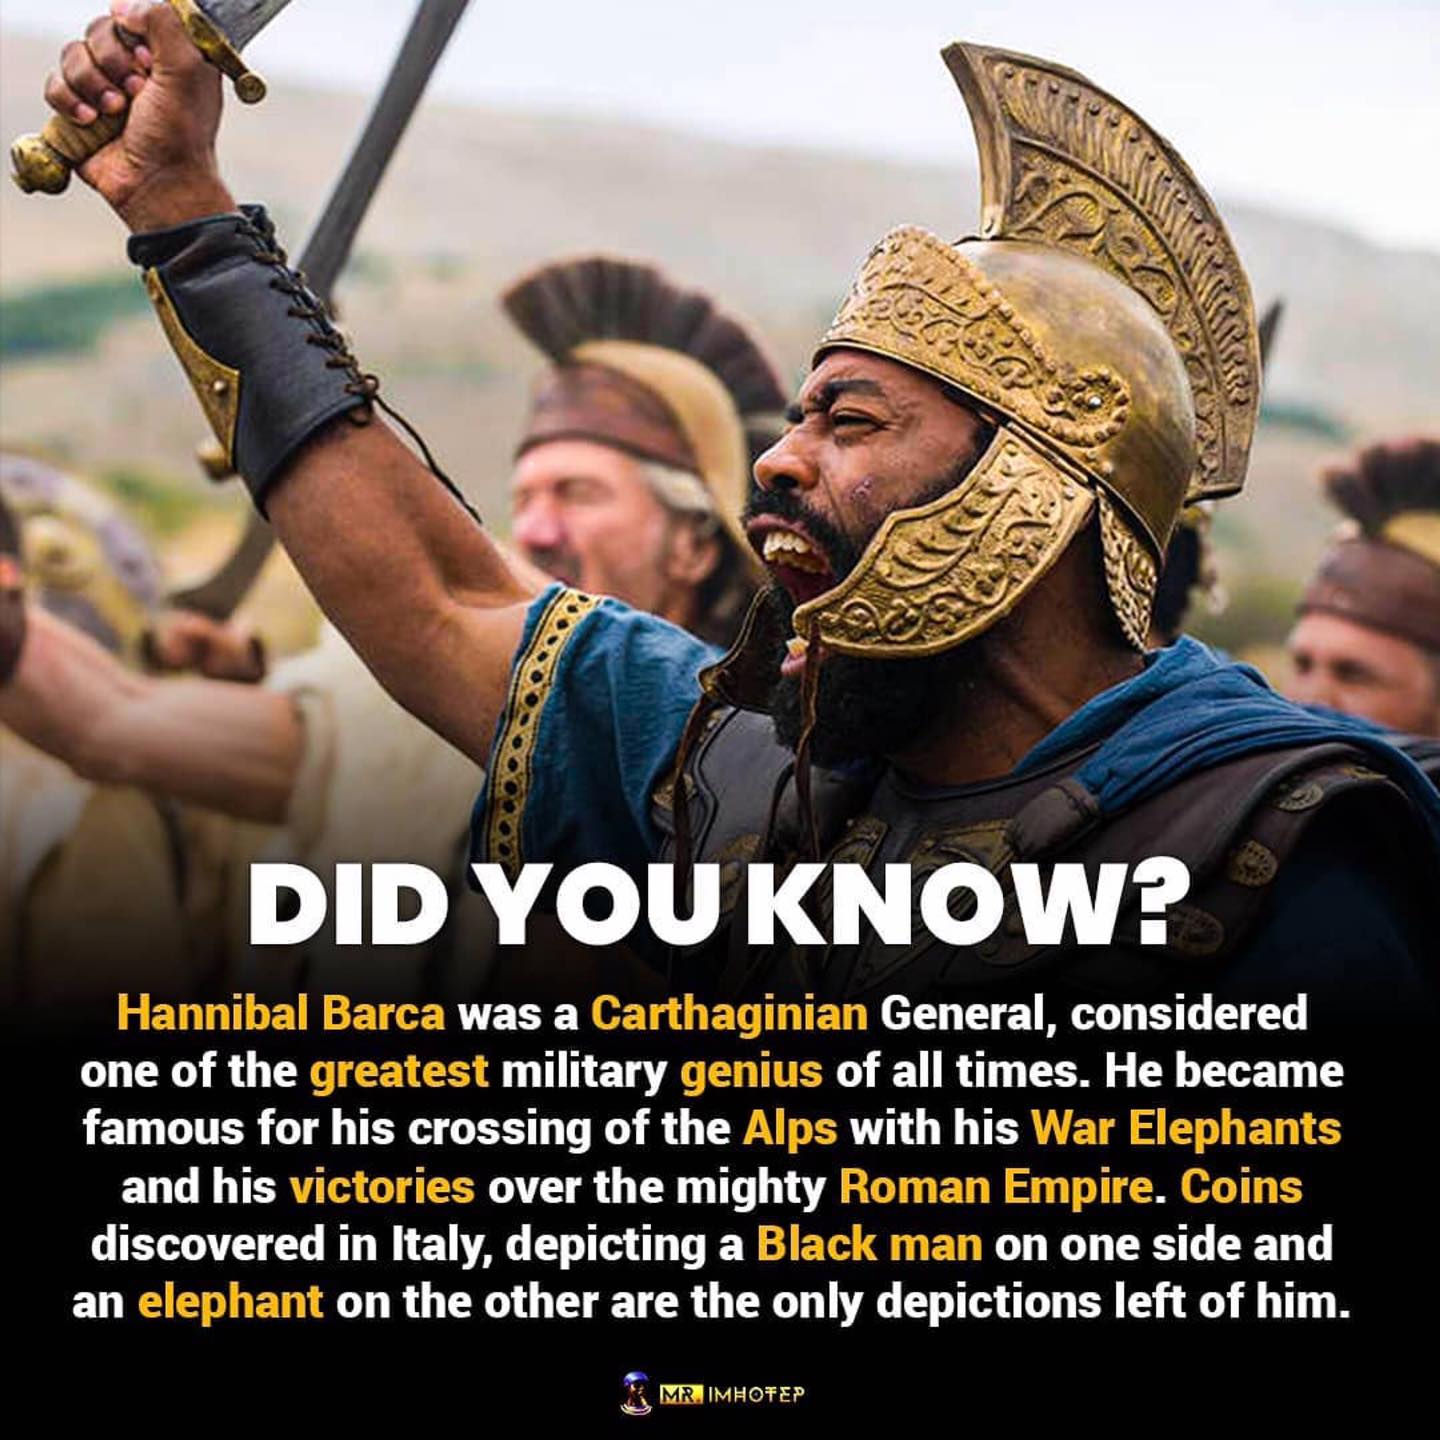 DID YOU KNOW?
Hannibal Barca was a Carthaginian General, considered
one of the greatest military genius of all times. He became
famous for his crossing of the Alps with his War Elephants
and his victories over the mighty Roman Empire. Coins
discovered in Italy, depicting a Black man on one side and
an elephant on the other are the only depictions left of him.
MR. IMHOTEP